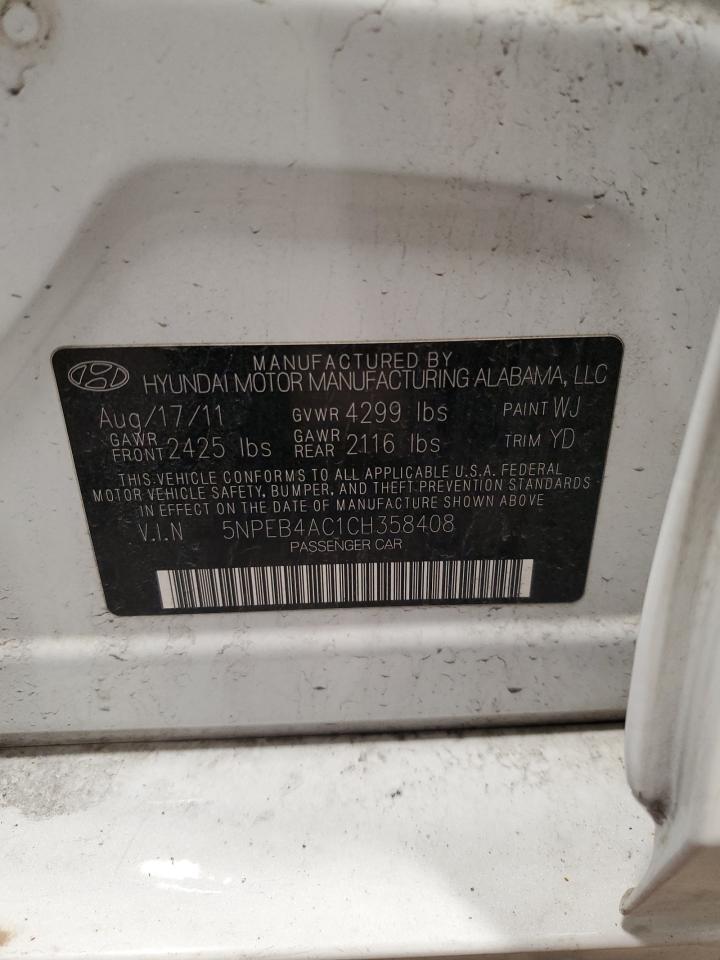 MANUFACTURED BY
HYUNDAI MOTOR MANUFACTURING ALABAMA, LLC
Aug/17/11 GVWR 4299 lbs PAINT WJ
GAWR FRONT 2425 lbs GAWR REAR 2116 lbs TRIM YD
THIS VEHICLE CONFORMS TO ALL APPLICABLE U.S.A. FEDERAL
MOTOR VEHICLE SAFETY, BUMPER, AND THEFT PREVENTION STANDARDS
IN EFFECT ON THE DATE OF MANUFACTURE SHOWN ABOVE
V.I.N 5NPEB4AC1CH358408
PASSENGER CAR